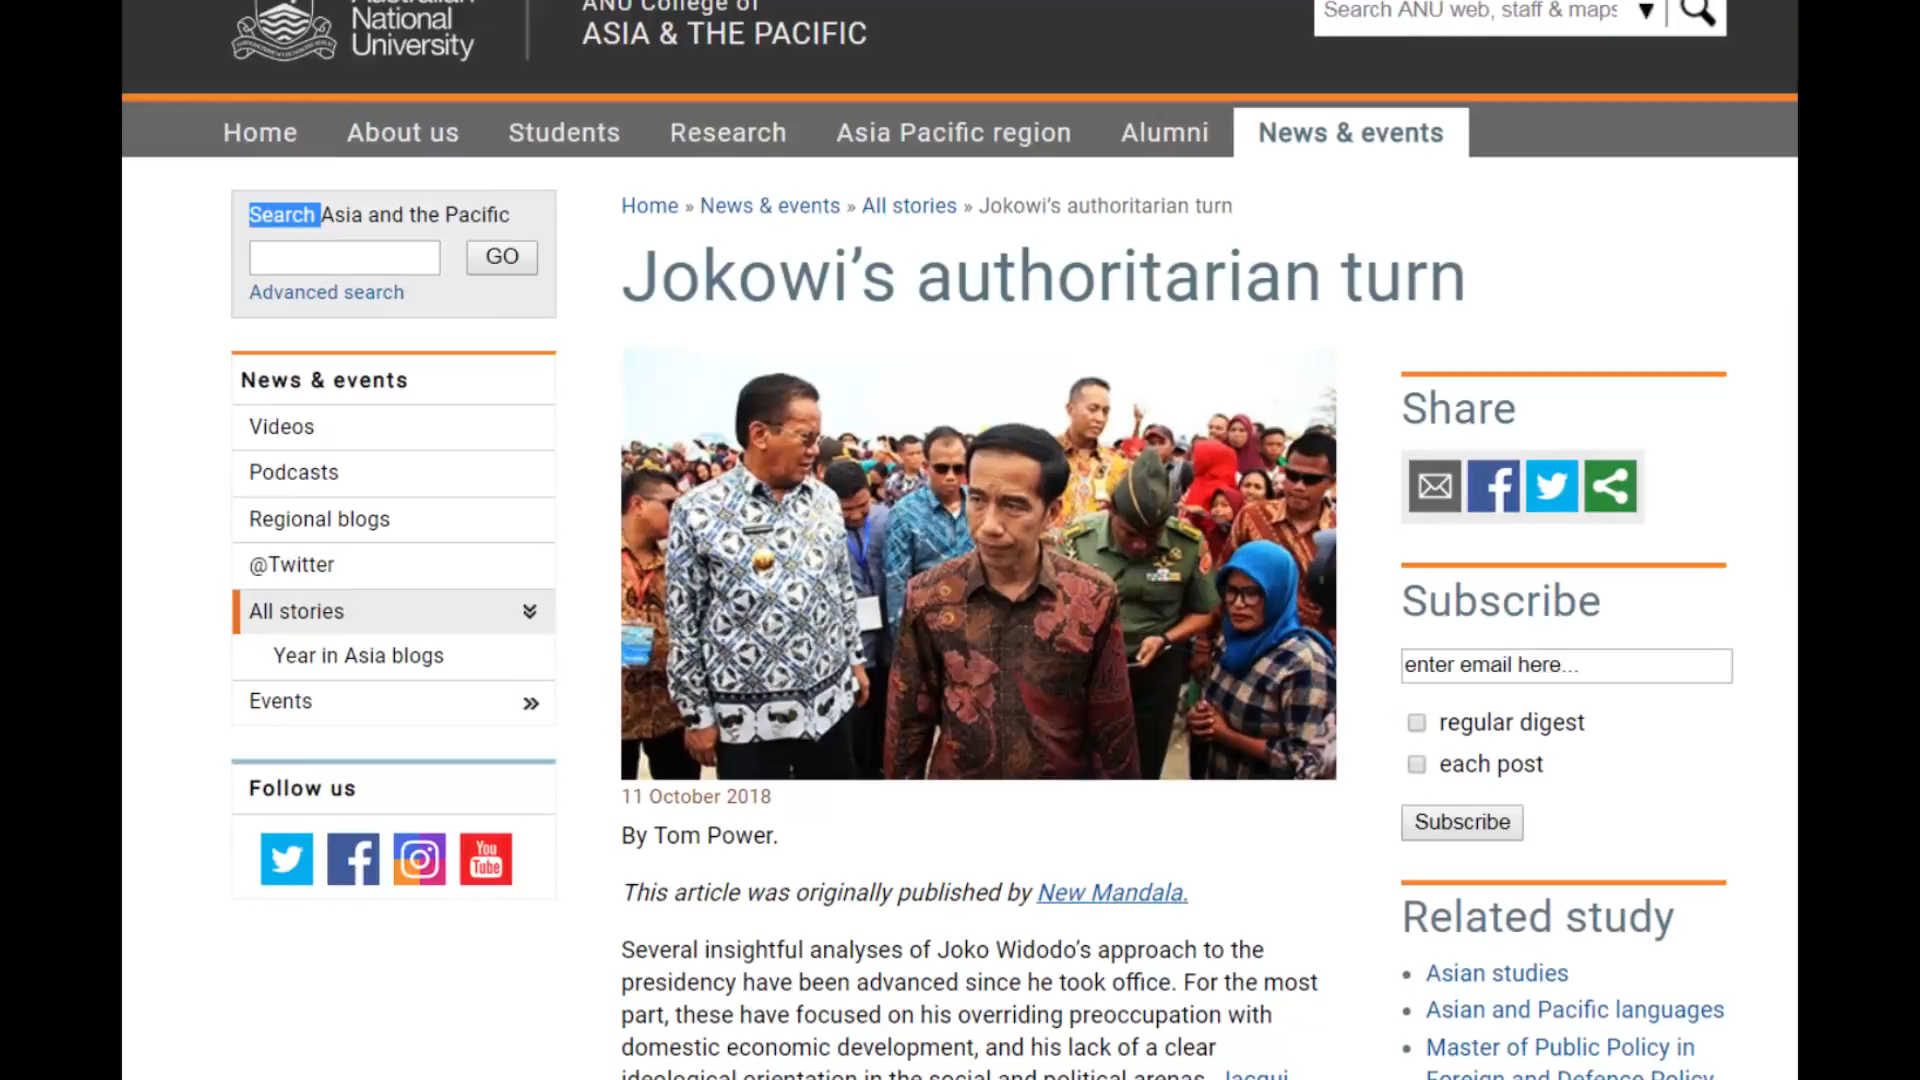 National
University
ANU College of
ASIA & THE PACIFIC
Search ANU web, staff & maps
Home
About us
Students
Research
Asia Pacific region
Alumni
News & events
Search Asia and the Pacific
GO
Advanced search
News & events
Videos
Podcasts
Regional blogs
@Twitter
All stories
Year in Asia blogs
Events
Follow us
You
Tube
Home » News & events » All stories » Jokowi’s authoritarian turn
Jokowi’s authoritarian turn
11 October 2018
By Tom Power.
This article was originally published by New Mandala.
Several insightful analyses of Joko Widodo’s approach to the
presidency have been advanced since he took office. For the most
part, these have focused on his overriding preoccupation with
domestic economic development, and his lack of a clear
ideological orientation in the social and political arenas. Jacqui
Share
Subscribe
enter email here...
regular digest
each post
Subscribe
Related study
Asian studies
Asian and Pacific languages
Master of Public Policy in
Foreign and Defence Policy